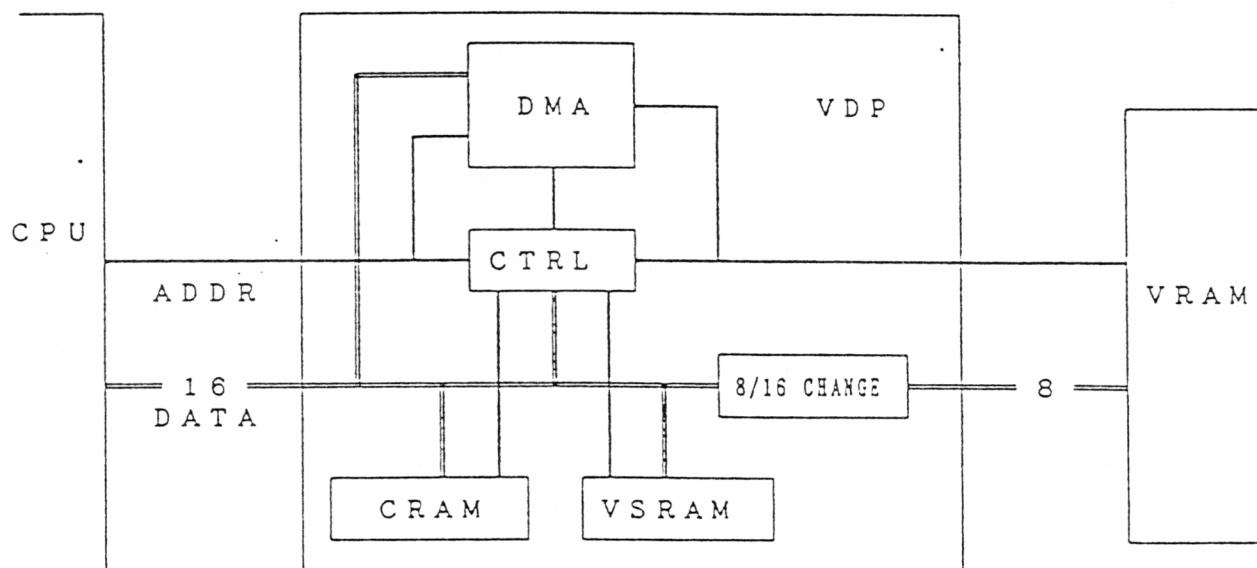 DMA
VDP
CPU
CTRL
ADDR
VRAM
16
8/16 CHANGE
8
DATA
CRAM
VSRAM